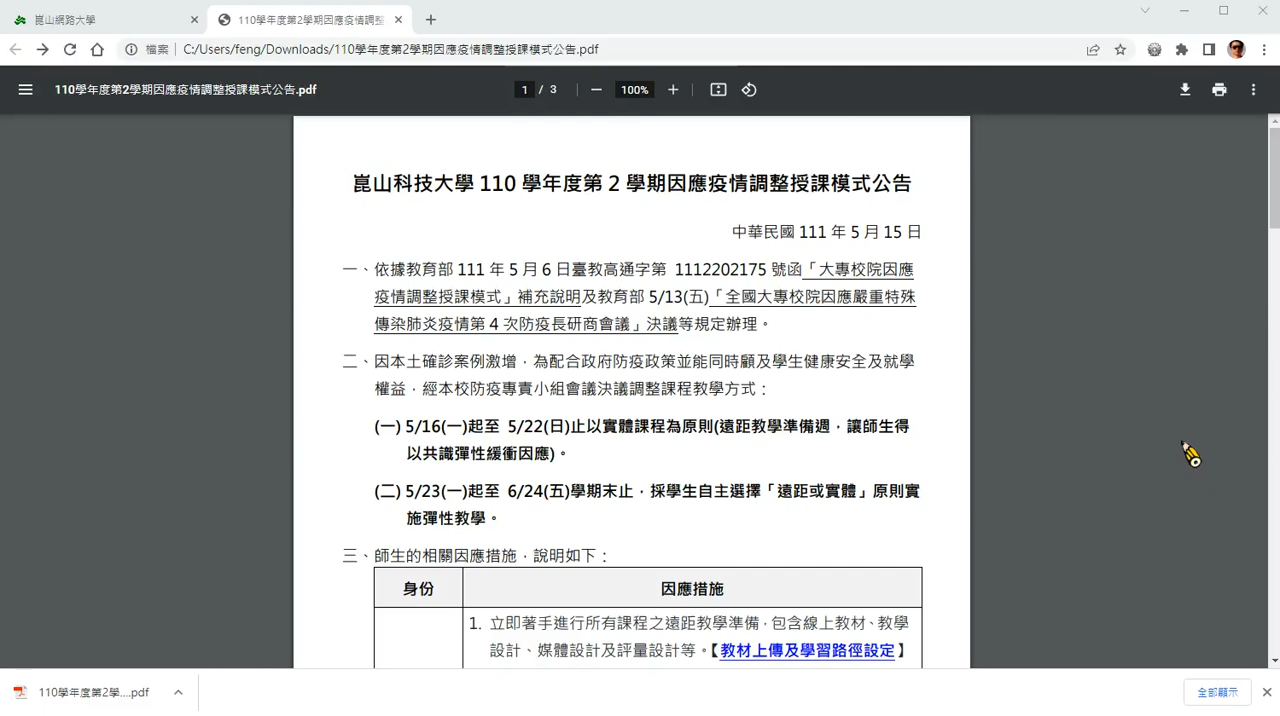 崑山網路大學
110學年度第2學期因應疫情調整
檔案
C:/Users/feng/Downloads/110學年度第2學期因應疫情調整授課模式公告.pdf
110學年度第2學期因應疫情調整授課模式公告.pdf
1 / 3
100%
崑山科技大學 110 學年度第 2 學期因應疫情調整授課模式公告
中華民國 111 年 5 月 15 日
一、依據教育部 111 年 5 月 6 日臺教高通字第 1112202175 號函「大專校院因應
疫情調整授課模式」補充說明及教育部 5/13(五)「全國大專校院因應嚴重特殊
傳染肺炎疫情第 4 次防疫長研商會議」決議等規定辦理。
二、因本土確診案例激增，為配合政府防疫政策並能同時顧及學生健康安全及就學
權益，經本校防疫專責小組會議決議調整課程教學方式：
(一) 5/16(一)起至 5/22(日)止以實體課程為原則(遠距教學準備週，讓師生得
以共識彈性緩衝因應)。
(二) 5/23(一)起至 6/24(五)學期末止，採學生自主選擇「遠距或實體」原則實
施彈性教學。
三、師生的相關因應措施，說明如下：
身份
因應措施
1. 立即著手進行所有課程之遠距教學準備，包含線上教材、教學
設計、媒體設計及評量設計等。【教材上傳及學習路徑設定】
110學年度第2學....pdf
全部顯示